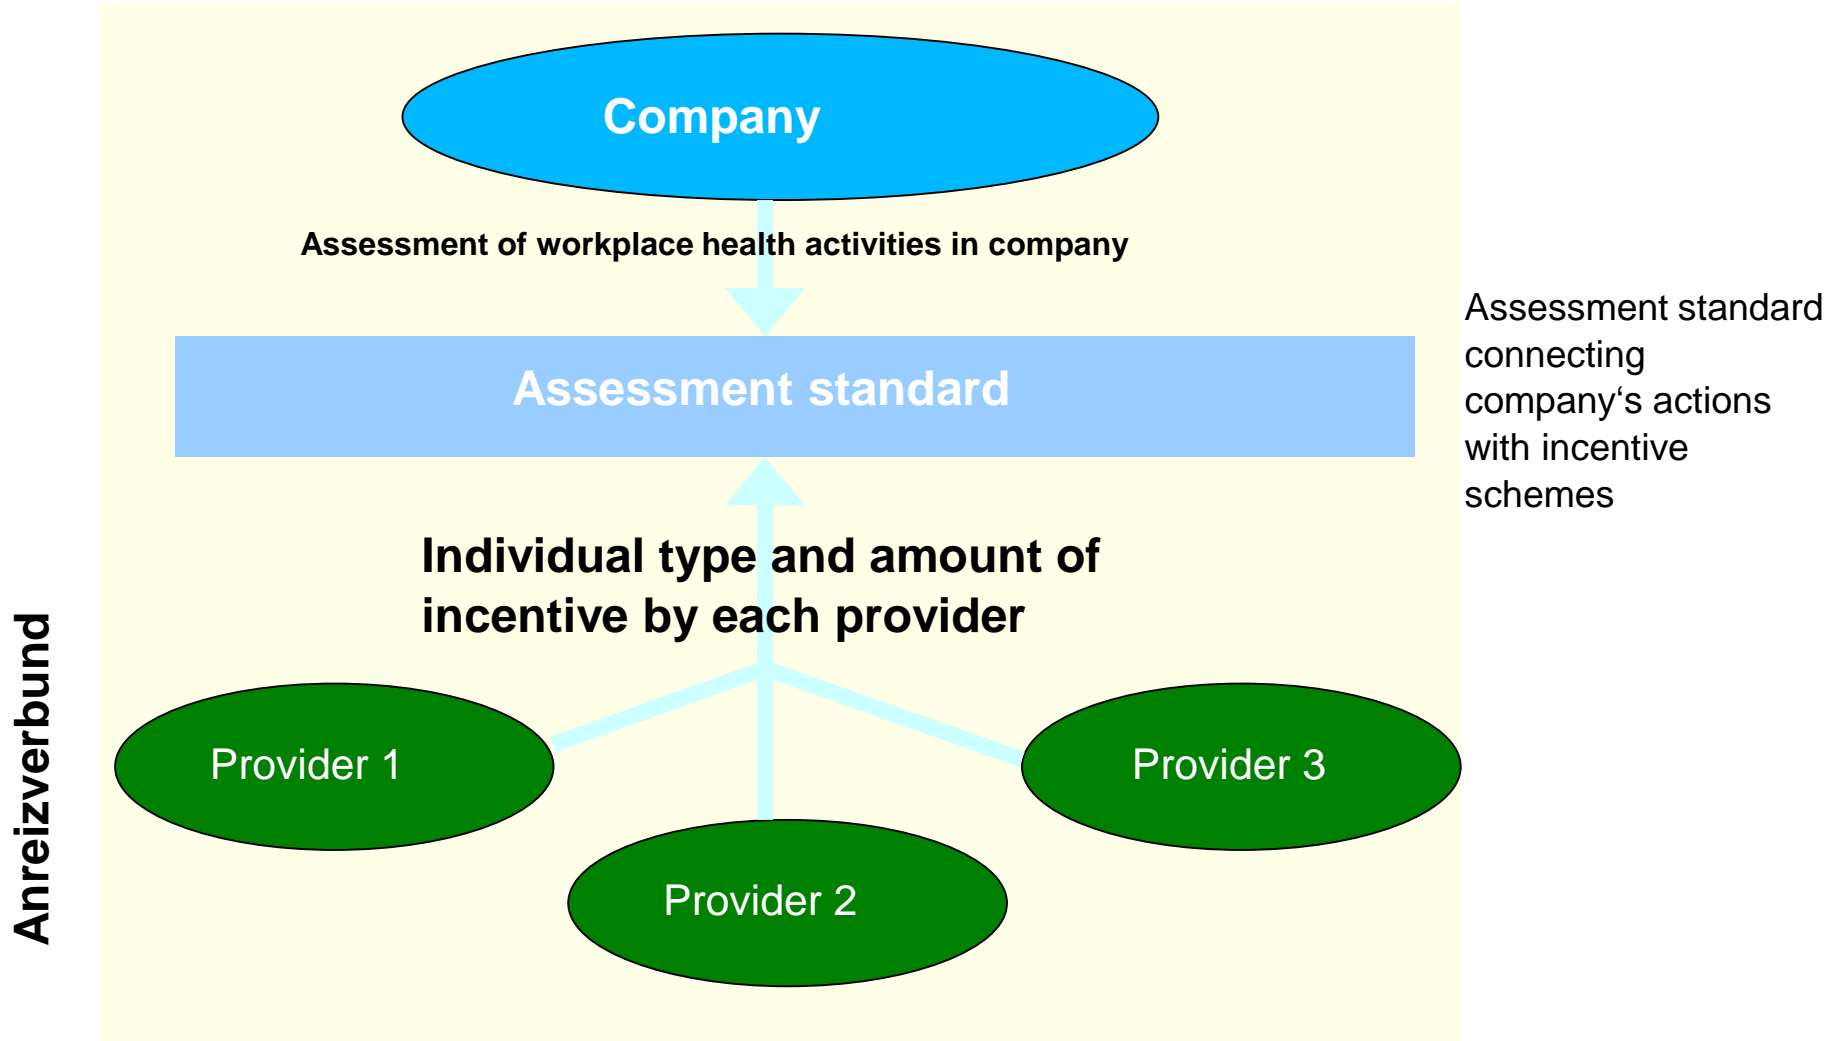 Company
Assessment of workplace health activities in company
Assessment standard
Assessment standard
connecting
company‘s actions
with incentive
schemes
Individual type and amount of
incentive by each provider
Anreizverbund
Provider 1
Provider 3
Provider 2